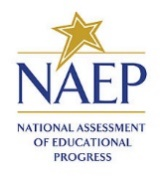 NAEP
NATIONAL ASSESSMENT
OF EDUCATIONAL
PROGRESS